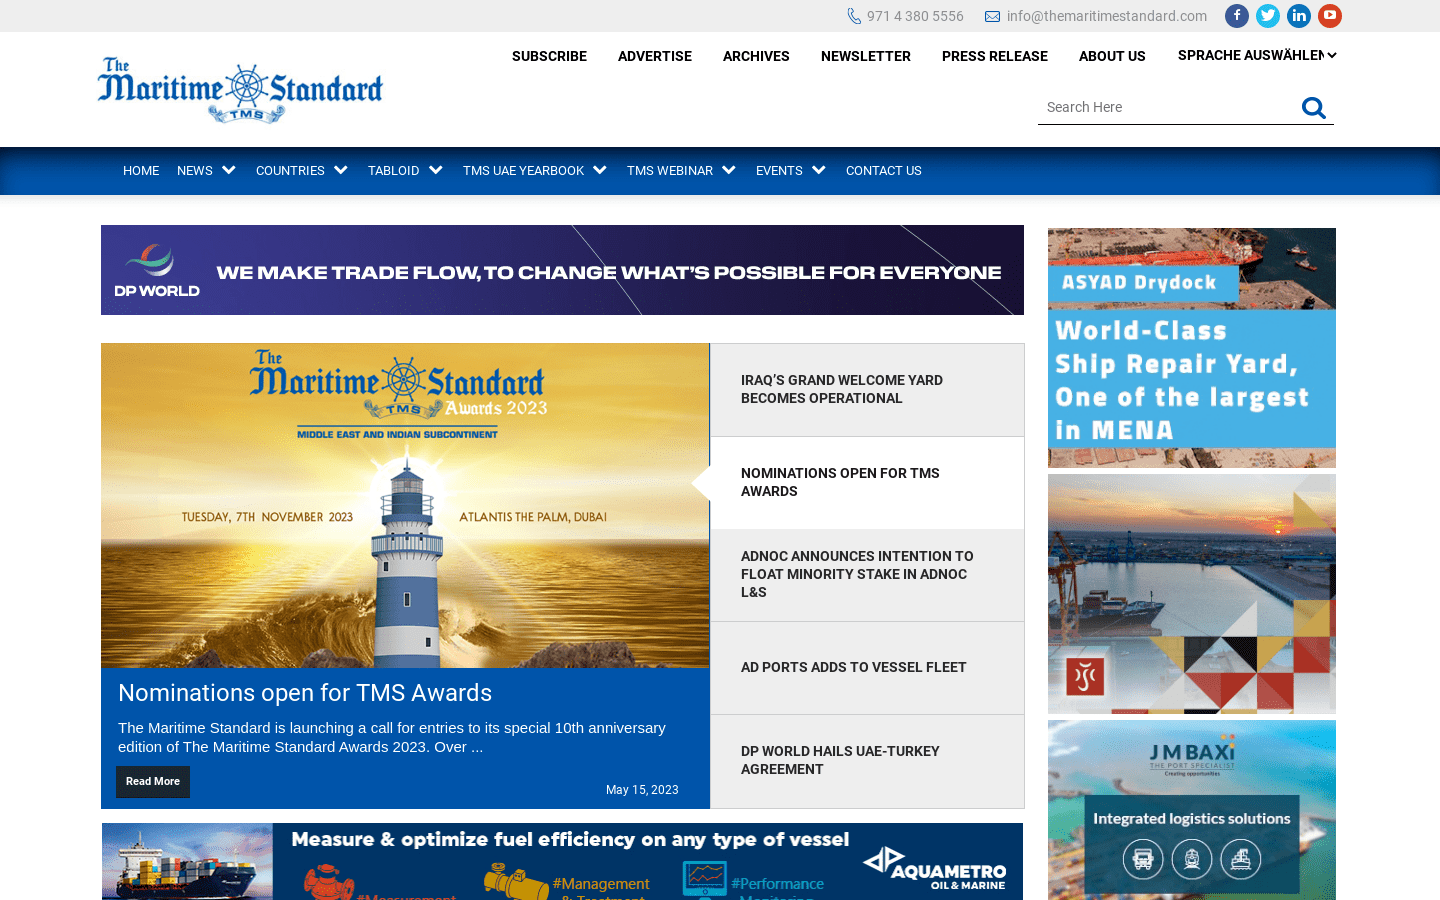 971 4 380 5556
info@themaritimestandard.com
SUBSCRIBE
ADVERTISE
ARCHIVES
NEWSLETTER
PRESS RELEASE
ABOUT US
SPRACHE AUSWÄHLEN
The
Maritime Standard
TMS
Search Here
HOME
NEWS
COUNTRIES
TABLOID
TMS UAE YEARBOOK
TMS WEBINAR
EVENTS
CONTACT US
DP WORLD
WE MAKE TRADE FLOW, TO CHANGE WHAT'S POSSIBLE FOR EVERYONE
ASYAD Drydock
World-Class
Ship Repair Yard,
One of the largest
in MENA
The
Maritime Standard
TMS
Awards 2023
MIDDLE EAST AND INDIAN SUBCONTINENT
TUESDAY, 7TH NOVEMBER 2023
ATLANTIS THE PALM, DUBAI
Nominations open for TMS Awards
The Maritime Standard is launching a call for entries to its special 10th anniversary
edition of The Maritime Standard Awards 2023. Over ...
Read More
May 15, 2023
IRAQ’S GRAND WELCOME YARD
BECOMES OPERATIONAL
NOMINATIONS OPEN FOR TMS
AWARDS
ADNOC ANNOUNCES INTENTION TO
FLOAT MINORITY STAKE IN ADNOC
L&S
AD PORTS ADDS TO VESSEL FLEET
DP WORLD HAILS UAE-TURKEY
AGREEMENT
J M BAXI
THE PORT SPECIALIST
Creating opportunities
Integrated logistics solutions
Measure & optimize fuel efficiency on any type of vessel
#Measurement
#Management
& Treatment
#Performance
Monitoring
AQUAMETRO
OIL & MARINE